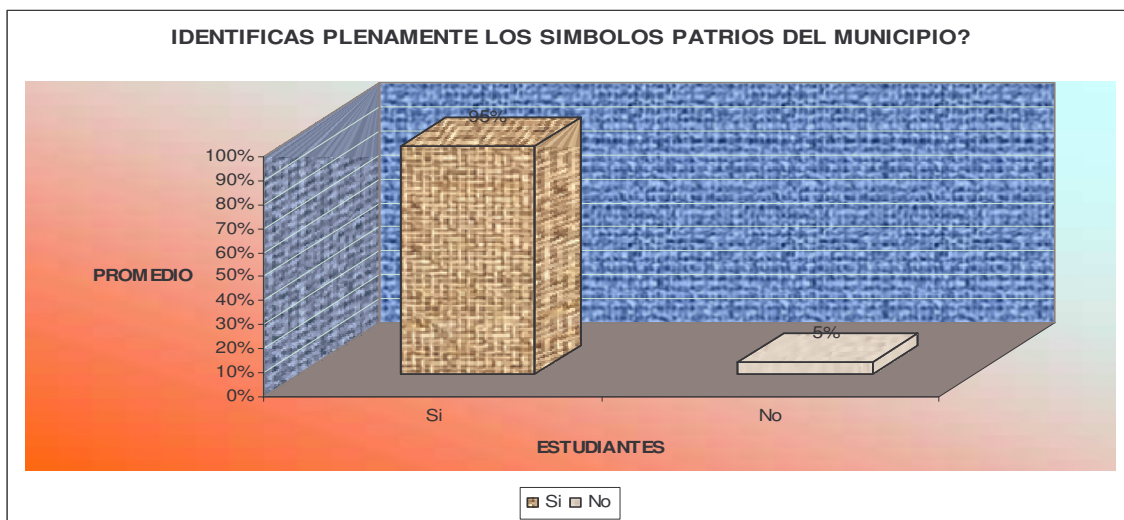 IDENTIFICAS PLENAMENTE LOS SIMBOLOS PATRIOS DEL MUNICIPIO?
95%
100%
90%
80%
70%
60%
50%
40%
30%
20%
10%
0%
PROMEDIO
5%
Si No
ESTUDIANTES
Si No